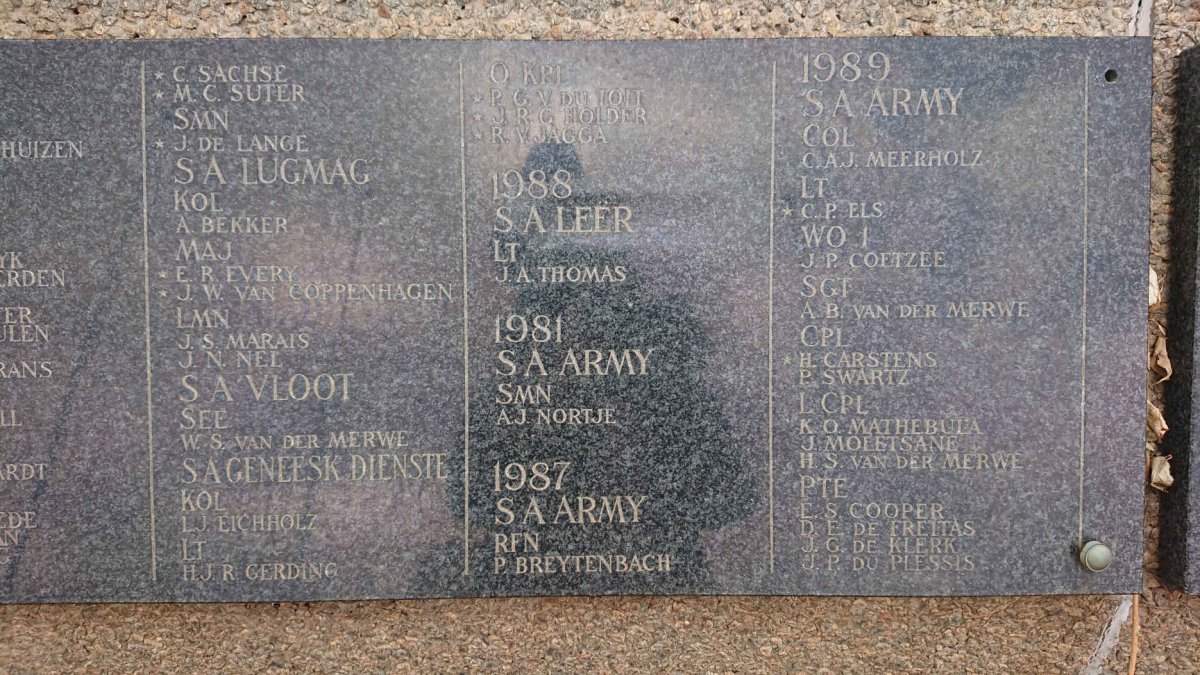 HUIZEN
YK
ERDEN
TER
ULEN
RANS
LL
ARDT
EDE
AN
★ C. SACHSE
★ M. C. SUTER
SMN
★ J. DE LANGE
S A LUGMAG
KOL
A. BEKKER
MAJ
★ E. R. EVERY
★ J. W. VAN COPPENHAGEN
LMN
J. S. MARAIS
J. N. NEL
S A VLOOT
SEE
W. S. VAN DER MERWE
S A GENEESK DIENSTE
KOL
L.J. EICHHOLZ
LT
H.J R. GERDING
O KPL
★ P. G. V. DU TOIT
★ J. R. G. HOLDER
★ R. V. JAGGA
1988
S A LEËR
LT
J. A. THOMAS
1981
S A ARMY
SMN
A.J NORTJE
1987
S A ARMY
RFN
P BREYTENBACH
1989
S A ARMY
COL
C.A.J. MEERHOLZ
LT
★ C. P. ELS
WO 1
J. P. COETZEE
SGT
A. B. VAN DER MERWE
CPL
★ H. CARSTENS
P. SWARTZ
L CPL
K. O. MATHEBULA
J. MOLETSANE
H. S. VAN DER MERWE
PTE
E. S. COOPER
D. E. DE FREITAS
J. G. DE KLERK
J. P. DU PLESSIS